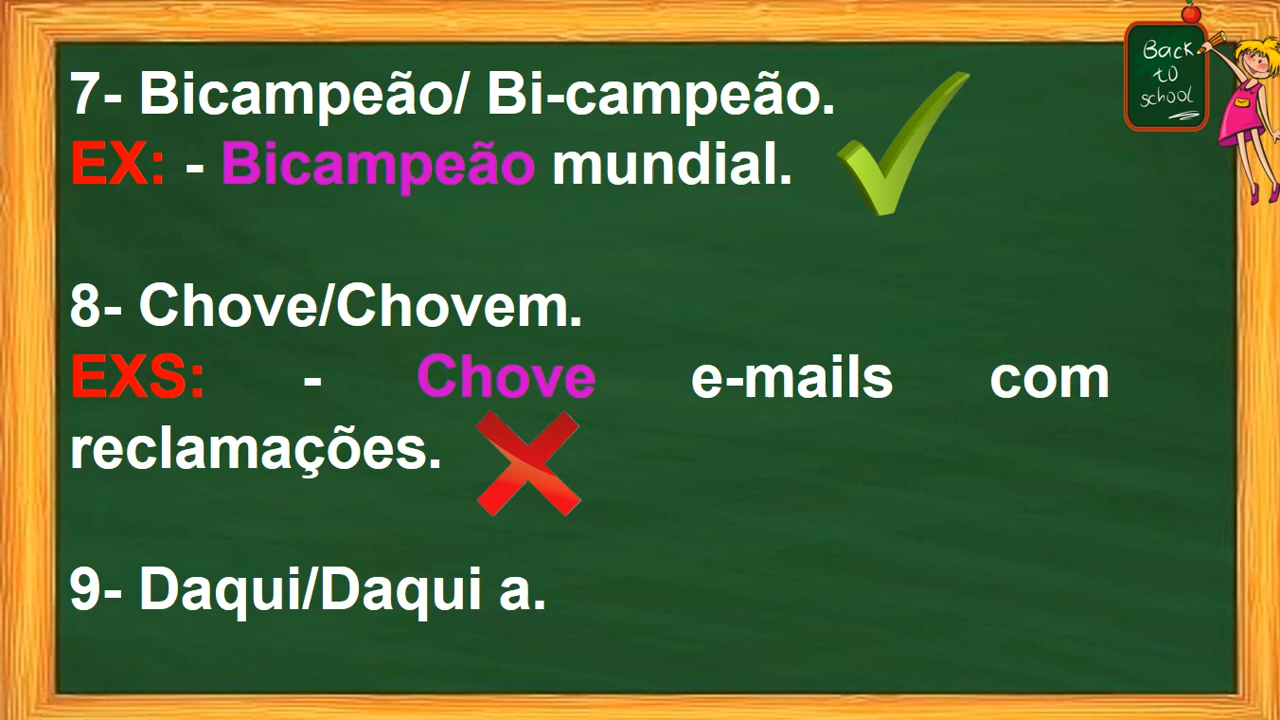 7- Bicampeão/ Bi-campeão.
EX: - Bicampeão mundial.
8- Chove/Chovem.
EXS: - Chove e-mails com
reclamações.
9- Daqui/Daqui a.
Back
to
school